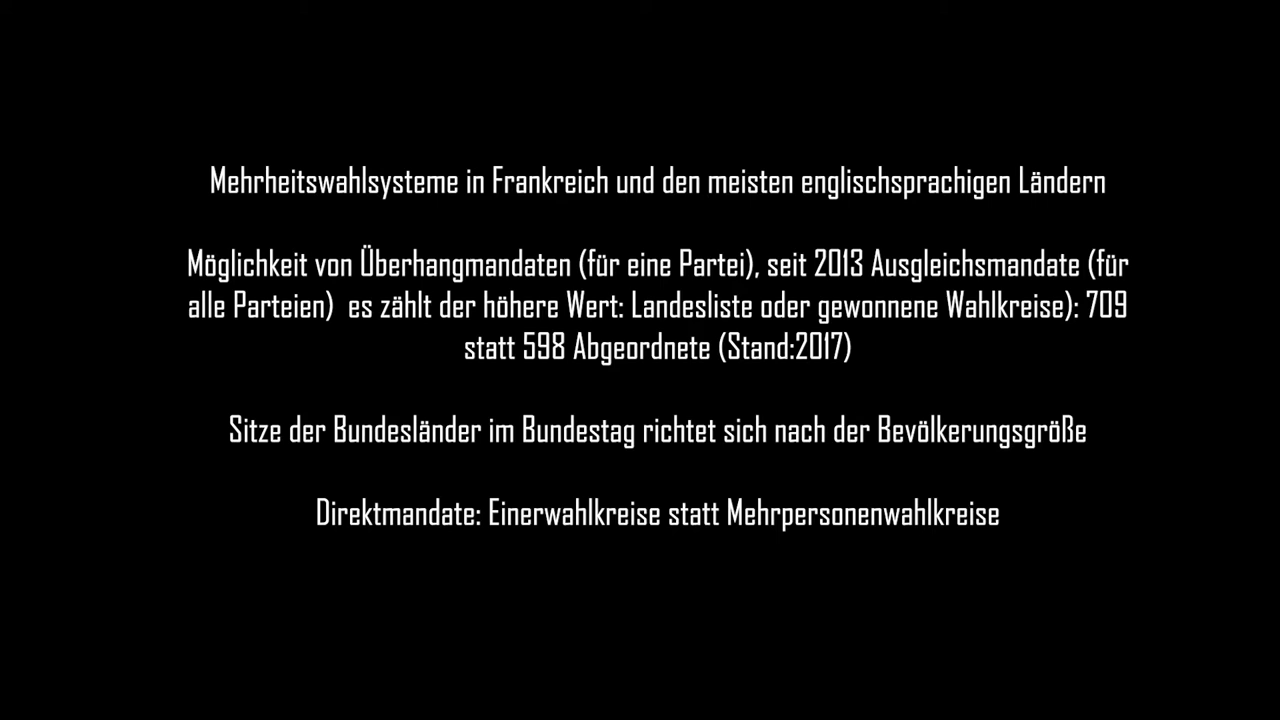 Mehrheitswahlsysteme in Frankreich und den meisten englischsprachigen Ländern
Möglichkeit von Überhangmandaten (für eine Partei), seit 2013 Ausgleichsmandate (für
alle Parteien)  es zählt der höhere Wert: Landesliste oder gewonnene Wahlkreise): 709
statt 598 Abgeordnete (Stand:2017)
Sitze der Bundesländer im Bundestag richtet sich nach der Bevölkerungsgröße
Direktmandate: Einerwahlkreise statt Mehrpersonenwahlkreise